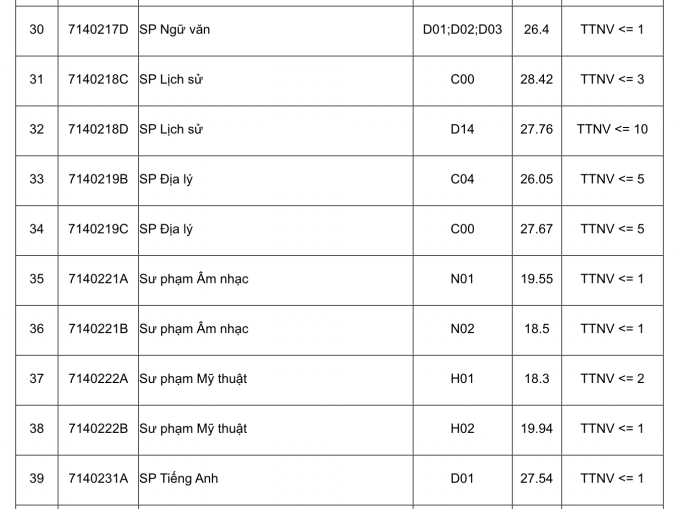 30 7140217D SP Ngữ văn D01;D02;D03 26.4 TTNV <= 1
31 7140218C SP Lịch sử C00 28.42 TTNV <= 3
32 7140218D SP Lịch sử D14 27.76 TTNV <= 10
33 7140219B SP Địa lý C04 26.05 TTNV <= 5
34 7140219C SP Địa lý C00 27.67 TTNV <= 5
35 7140221A Sư phạm Âm nhạc N01 19.55 TTNV <= 1
36 7140221B Sư phạm Âm nhạc N02 18.5 TTNV <= 1
37 7140222A Sư phạm Mỹ thuật H01 18.3 TTNV <= 2
38 7140222B Sư phạm Mỹ thuật H02 19.94 TTNV <= 1
39 7140231A SP Tiếng Anh D01 27.54 TTNV <= 1